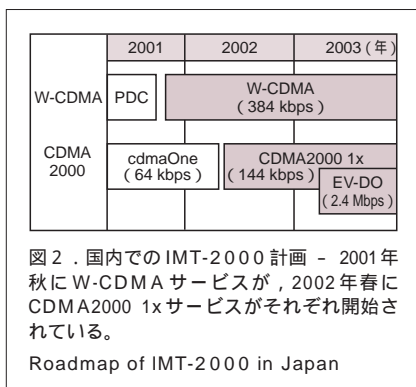 2001 2002 2003 (年)
W-CDMA PDC W-CDMA
(384 kbps)
CDMA
2000 cdmaOne CDMA2000 1x
(64 kbps) (144 kbps)
EV-DO
(2.4 Mbps)
図2．国内でのIMT-2000計画 － 2001年
秋にW-CDMAサービスが，2002年春に
CDMA2000 1xサービスがそれぞれ開始さ
れている。
Roadmap of IMT-2000 in Japan